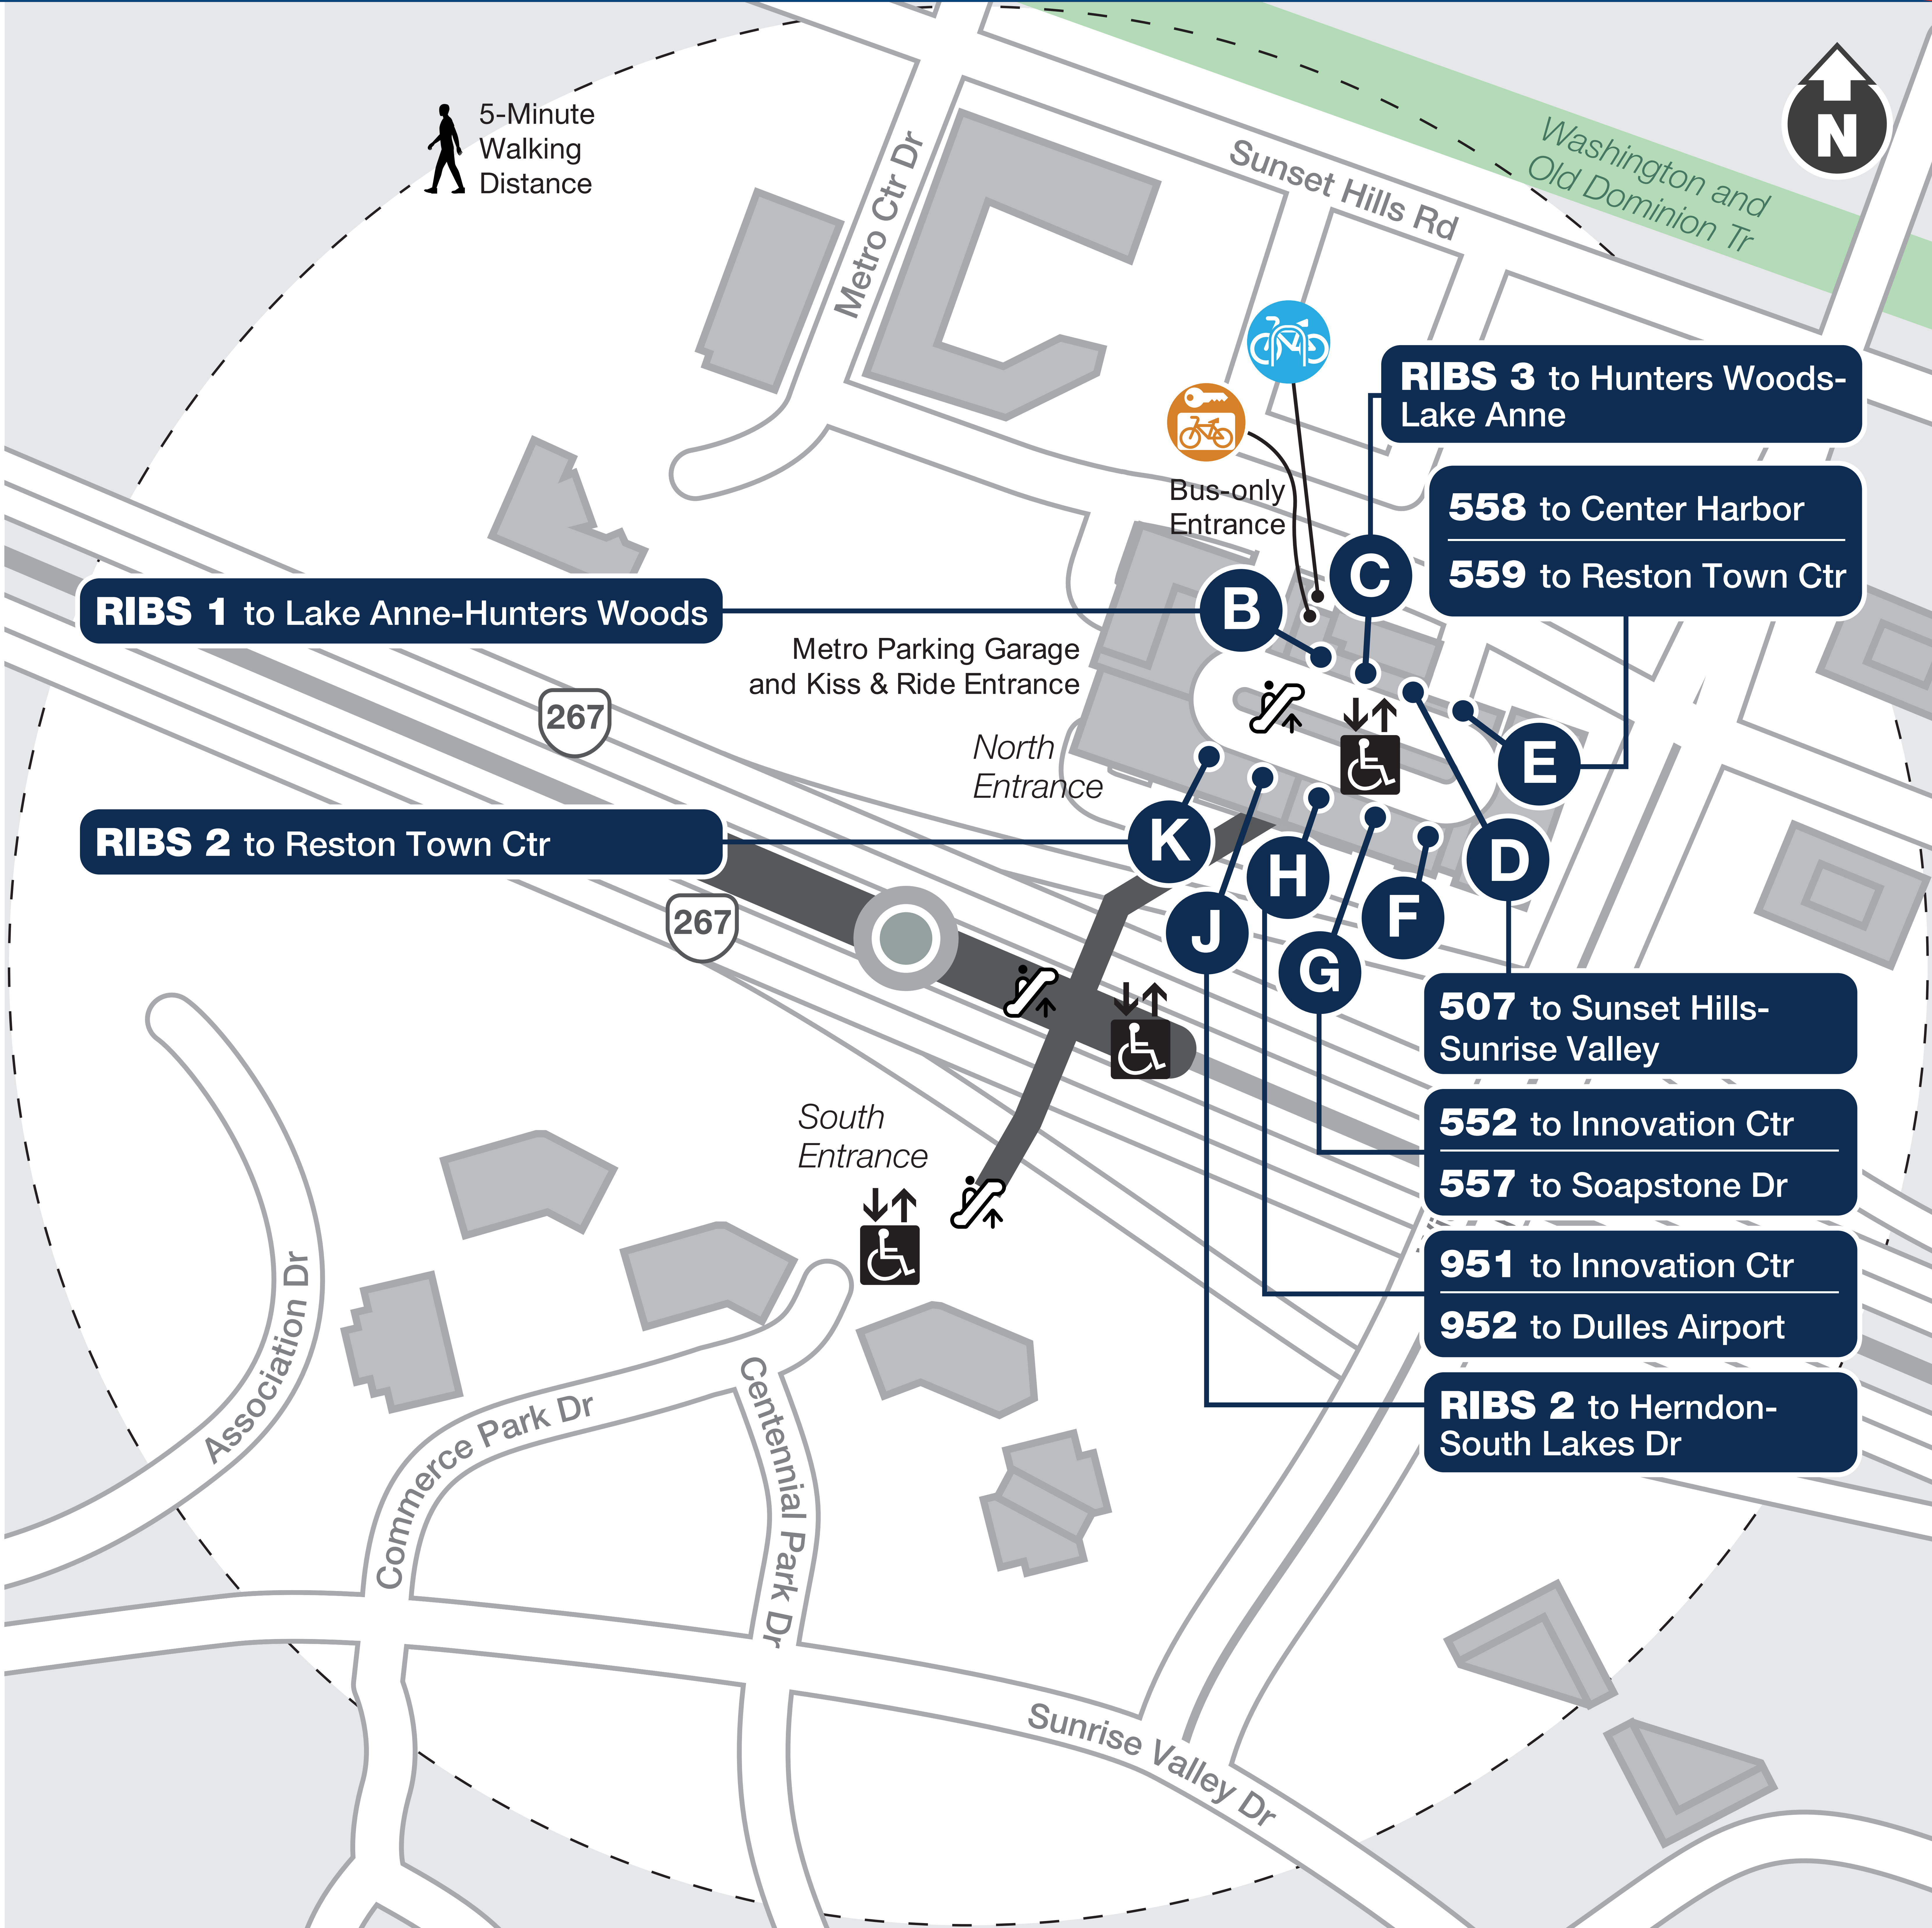 5-Minute
Walking
Distance
N
Washington and
Old Dominion Tr
Sunset Hills Rd
Metro Ctr Dr
RIBS 3 to Hunters Woods-
Lake Anne
Bus-only
Entrance
558 to Center Harbor
559 to Reston Town Ctr
B
C
RIBS 1 to Lake Anne-Hunters Woods
Metro Parking Garage
and Kiss & Ride Entrance
267
North
Entrance
E
RIBS 2 to Reston Town Ctr
K
H
D
J
G
F
267
507 to Sunset Hills-
Sunrise Valley
552 to Innovation Ctr
557 to Soapstone Dr
South
Entrance
951 to Innovation Ctr
952 to Dulles Airport
RIBS 2 to Herndon-
South Lakes Dr
Association Dr
Commerce Park Dr
Centennial Park Dr
Sunrise Valley Dr